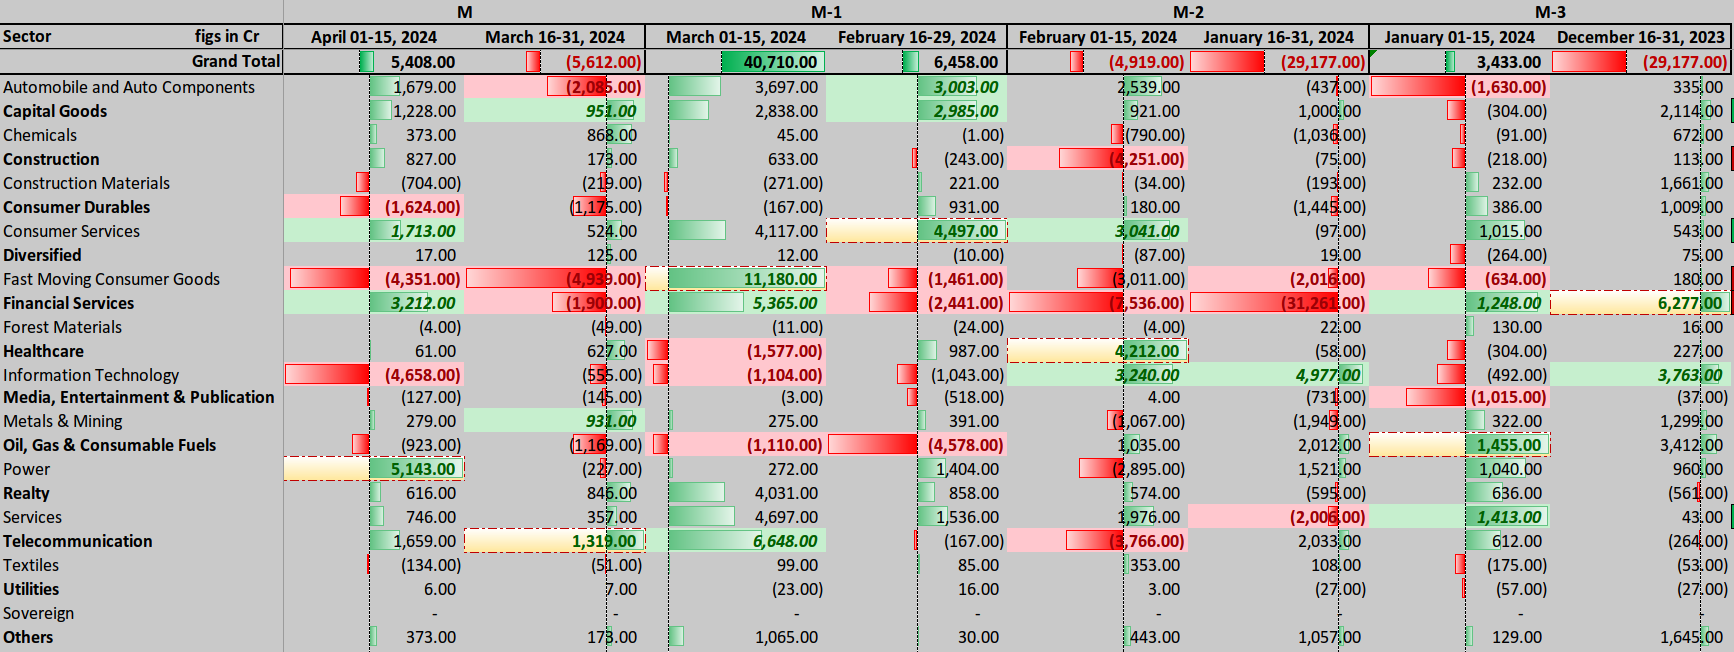 M M-1 M-2 M-3
Sector figs in Cr April 01-15, 2024 March 16-31, 2024 March 01-15, 2024 February 16-29, 2024 February 01-15, 2024 January 16-31, 2024 January 01-15, 2024 December 16-31, 2023
Grand Total 5,408.00 (5,612.00) 40,710.00 6,458.00 (4,919.00) (29,177.00) 3,433.00 (29,177.00)
Automobile and Auto Components 1,679.00 (2,085.00) 3,697.00 3,003.00 2,539.00 (437.00) (1,630.00) 335.00
Capital Goods 1,228.00 951.00 2,838.00 2,985.00 921.00 1,000.00 (304.00) 2,114.00
Chemicals 373.00 868.00 45.00 (1.00) (790.00) (1,036.00) (91.00) 672.00
Construction 827.00 173.00 633.00 (243.00) (4,251.00) (75.00) (218.00) 113.00
Construction Materials (704.00) (219.00) (271.00) 221.00 (34.00) (193.00) 232.00 1,661.00
Consumer Durables (1,624.00) (1,175.00) (167.00) 931.00 180.00 (1,445.00) 386.00 1,009.00
Consumer Services 1,713.00 524.00 4,117.00 4,497.00 3,041.00 (97.00) 1,015.00 543.00
Diversified 17.00 125.00 12.00 (10.00) (87.00) 19.00 (264.00) 75.00
Fast Moving Consumer Goods (4,351.00) (4,939.00) 11,180.00 (1,461.00) (3,011.00) (2,016.00) (634.00) 180.00
Financial Services 3,212.00 (1,900.00) 5,365.00 (2,441.00) (7,536.00) (31,261.00) 1,248.00 6,277.00
Forest Materials (4.00) (49.00) (11.00) (24.00) (4.00) 22.00 130.00 16.00
Healthcare 61.00 627.00 (1,577.00) 987.00 4,212.00 (58.00) (304.00) 227.00
Information Technology (4,658.00) (555.00) (1,104.00) (1,043.00) 3,240.00 4,977.00 (492.00) 3,763.00
Media, Entertainment & Publication (127.00) (145.00) (3.00) (518.00) 4.00 (731.00) (1,015.00) (37.00)
Metals & Mining 279.00 931.00 275.00 391.00 (1,067.00) (1,949.00) 322.00 1,299.00
Oil, Gas & Consumable Fuels (923.00) (1,169.00) (1,110.00) (4,578.00) 1,035.00 2,012.00 1,455.00 3,412.00
Power 5,143.00 (227.00) 272.00 1,404.00 (2,895.00) 1,521.00 1,040.00 960.00
Realty 616.00 846.00 4,031.00 858.00 574.00 (595.00) 636.00 (561.00)
Services 746.00 357.00 4,697.00 1,536.00 1,976.00 (2,006.00) 1,413.00 43.00
Telecommunication 1,659.00 1,319.00 6,648.00 (167.00) (3,766.00) 2,033.00 612.00 (264.00)
Textiles (134.00) (51.00) 99.00 85.00 353.00 108.00 (175.00) (53.00)
Utilities 6.00 7.00 (23.00) 16.00 3.00 (27.00) (57.00) (27.00)
Sovereign - - - - - - - -
Others 373.00 173.00 1,065.00 30.00 443.00 1,057.00 129.00 1,645.00